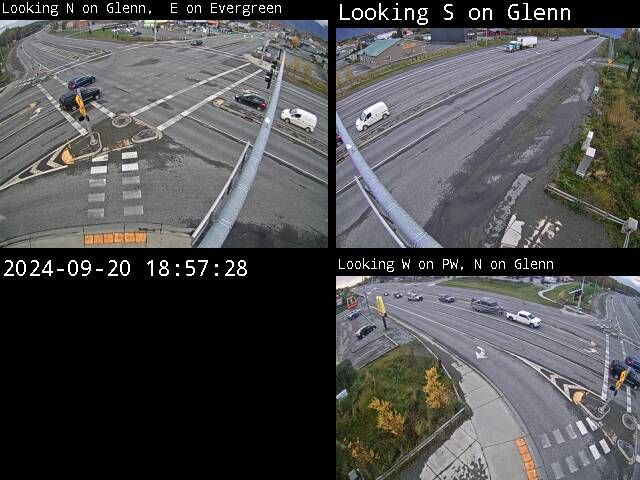 Looking N on Glenn, E on Evergreen
Looking S on Glenn
2024-09-20 18:57:28
Looking W on PW, N on Glenn